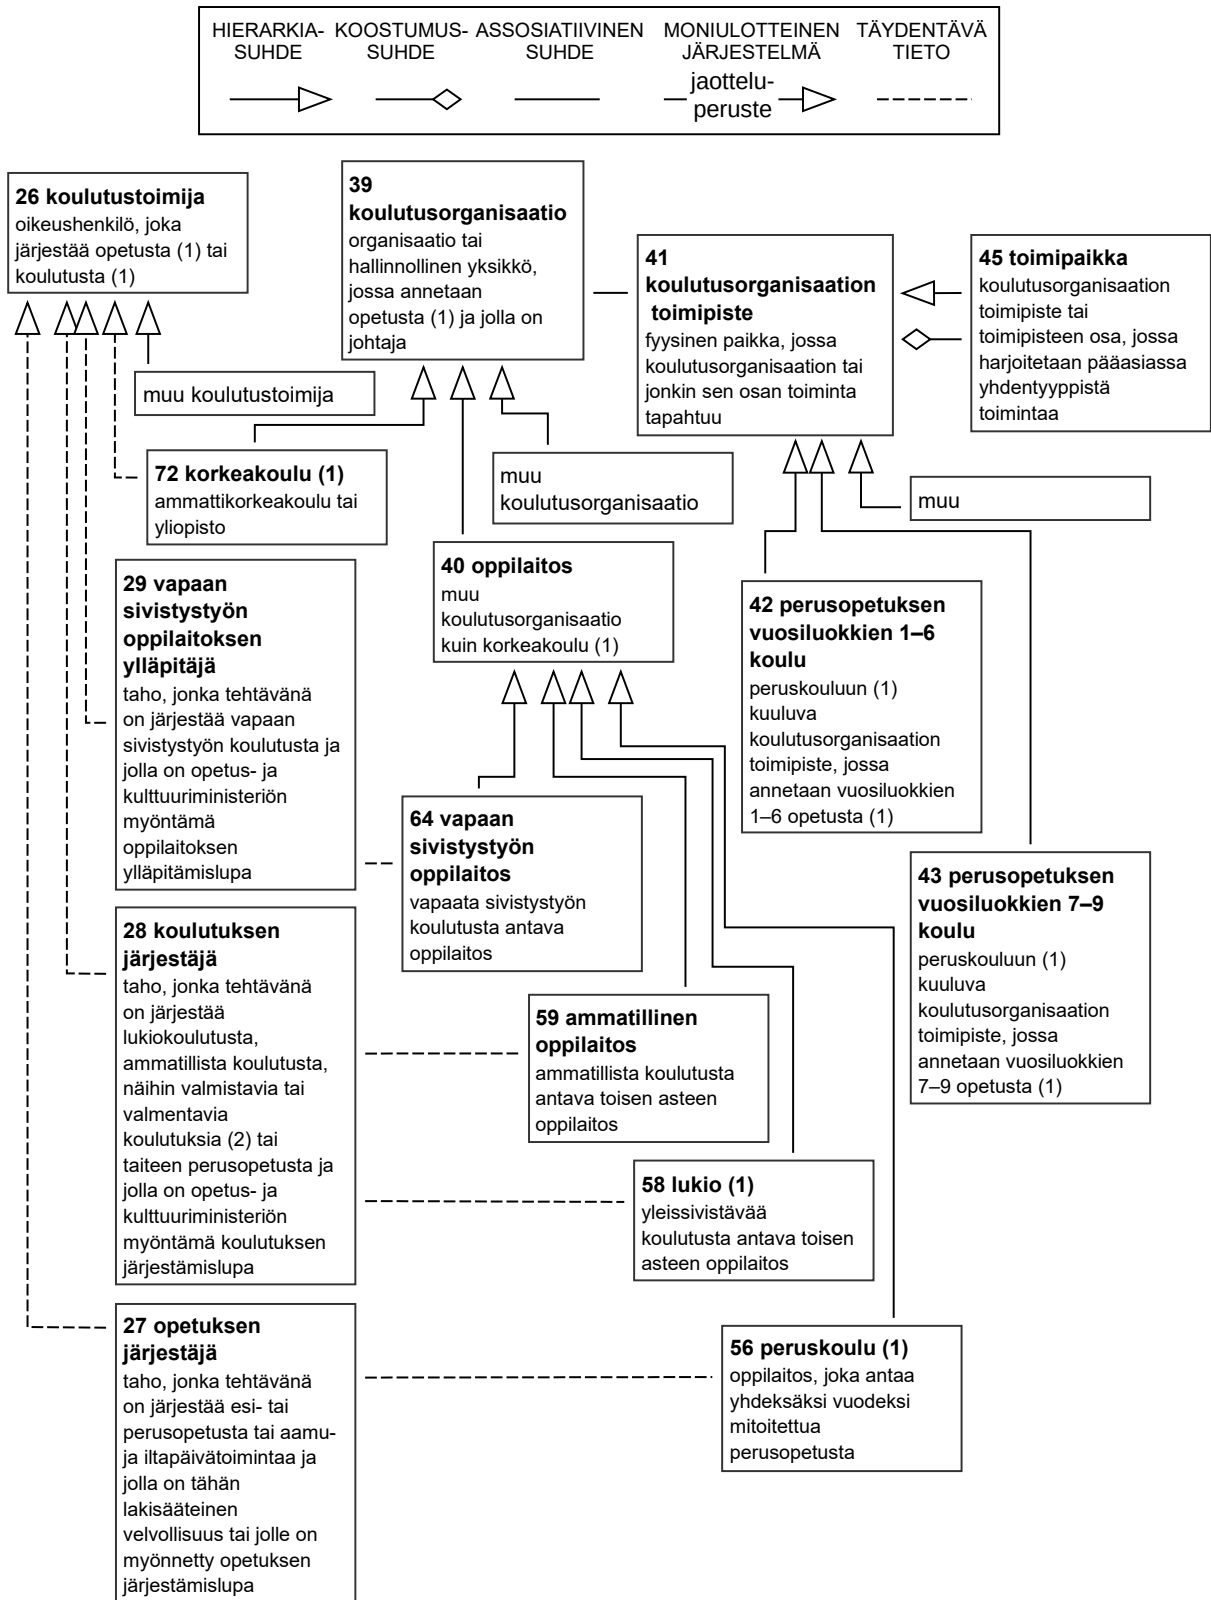 HIERARKIA-
SUHDE
KOOSTUMUS-
SUHDE
ASSOSIATIIVINEN
SUHDE
MONIULOTTEINEN
JÄRJESTELMÄ
jaottelu-
peruste
TÄYDENTÄVÄ
TIETO
26 koulutustoimija
oikeushenkilö, joka
järjestää opetusta (1) tai
koulutusta (1)
39
koulutusorganisaatio
organisaatio tai
hallinnollinen yksikkö,
jossa annetaan
opetusta (1) ja jolla on
johtaja
41
koulutusorganisaation
toimipiste
fyysinen paikka, jossa
koulutusorganisaation tai
jonkin sen osan toiminta
tapahtuu
45 toimipaikka
koulutusorganisaation
toimipiste tai
toimipisteen osa, jossa
harjoitetaan pääasiassa
yhdentyyppistä
toimintaa
muu koulutustoimija
72 korkeakoulu (1)
ammattikorkeakoulu tai
yliopisto
muu
koulutusorganisaatio
muu
29 vapaan
sivistystyön
oppilaitoksen
ylläpitäjä
taho, jonka tehtävänä
on järjestää vapaan
sivistystyön koulutusta ja
jolla on opetus- ja
kulttuuriministeriön
myöntämä
oppilaitoksen
ylläpitämislupa
40 oppilaitos
muu
koulutusorganisaatio
kuin korkeakoulu (1)
42 perusopetuksen
vuosiluokkien 1–6
koulu
peruskouluun (1)
kuuluva
koulutusorganisaation
toimipiste, jossa
annetaan vuosiluokkien
1–6 opetusta (1)
64 vapaan
sivistystyön
oppilaitos
vapaata sivistystyön
koulutusta antava
oppilaitos
43 perusopetuksen
vuosiluokkien 7–9
koulu
peruskouluun (1)
kuuluva
koulutusorganisaation
toimipiste, jossa
annetaan vuosiluokkien
7–9 opetusta (1)
28 koulutuksen
järjestäjä
taho, jonka tehtävänä
on järjestää
lukiokoulutusta,
ammatillista koulutusta,
näihin valmistavia tai
valmentavia
koulutuksia (2) tai
taiteen perusopetusta ja
jolla on opetus- ja
kulttuuriministeriön
myöntämä koulutuksen
järjestämislupa
59 ammatillinen
oppilaitos
ammatillista koulutusta
antava toisen asteen
oppilaitos
58 lukio (1)
yleissivistävää
koulutusta antava toisen
asteen oppilaitos
27 opetuksen
järjestäjä
taho, jonka tehtävänä
on järjestää esi- tai
perusopetusta tai aamu-
ja iltapäivätoimintaa ja
jolla on tähän
lakisääteinen
velvollisuus tai jolle on
myönnetty opetuksen
järjestämislupa
56 peruskoulu (1)
oppilaitos, joka antaa
yhdeksäksi vuodeksi
mitoitettua
perusopetusta